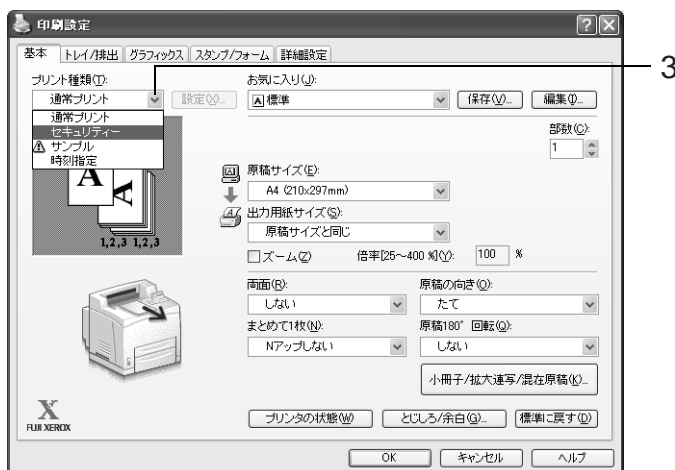 印刷設定
基本 トレイ/排出 グラフィックス スタンプ/フォーム 詳細設定
3
プリント種類(T):
通常プリント 設定(X)...
通常プリント
セキュリティー
サンプル
時刻指定
A A
1,2,3 1,2,3
FUJI XEROX
お気に入り(J):
A 標準 保存(V)... 編集(I)...
部数(C):
1
原稿サイズ(E):
A4 (210x297mm)
出力用紙サイズ(S):
原稿サイズと同じ
ズーム(Z) 倍率[25～400 %](Y): 100 %
両面(R): 原稿の向き(O):
しない たて
まとめて1枚(N): 原稿180° 回転(Q):
Nアップしない しない
小冊子/拡大連写/混在原稿(K)...
プリンタの状態(W) とじしろ/余白(G)... 標準に戻す(D)
OK キャンセル ヘルプ